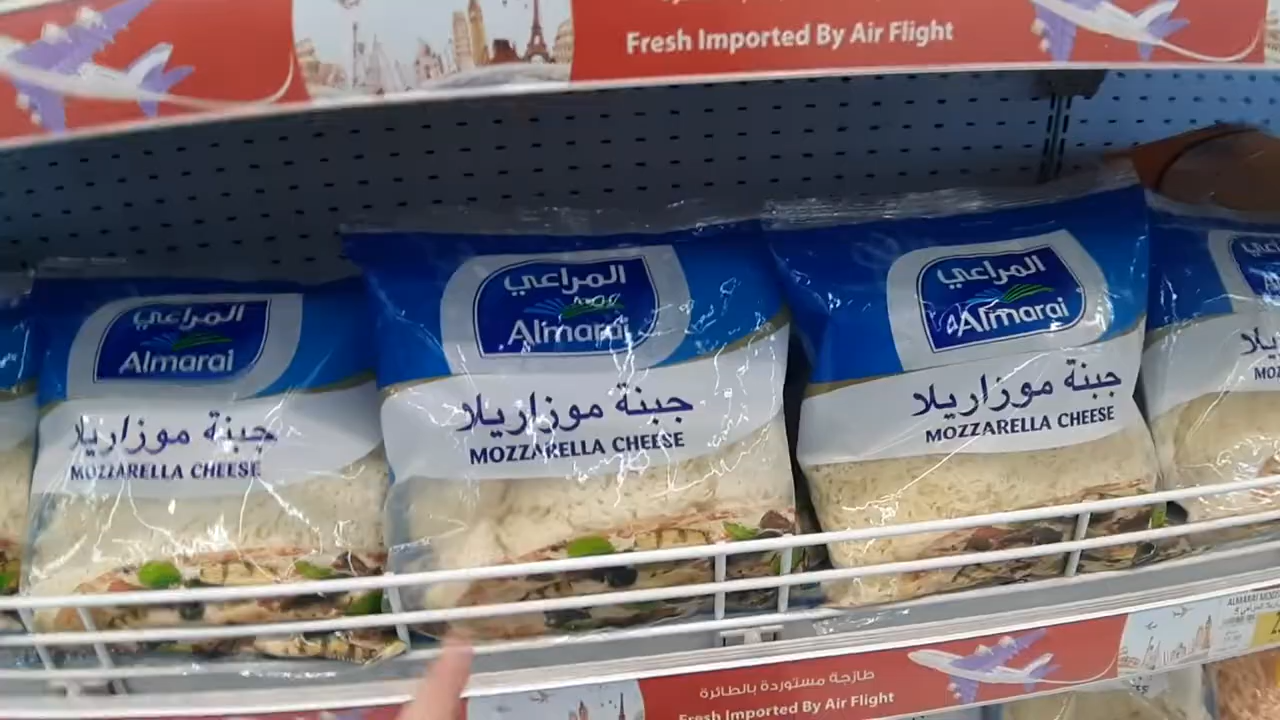 Fresh Imported By Air Flight
المراعي
Almarai
جبنة موزاريلا
MOZZARELLA CHEESE
المراعي
Almarai
جبنة موزاريلا
MOZZARELLA CHEESE
المراعي
Almarai
جبنة موزاريلا
MOZZARELLA CHEESE
طازجة مستوردة بالطائرة
Fresh Imported By Air Flight
ALMARAI